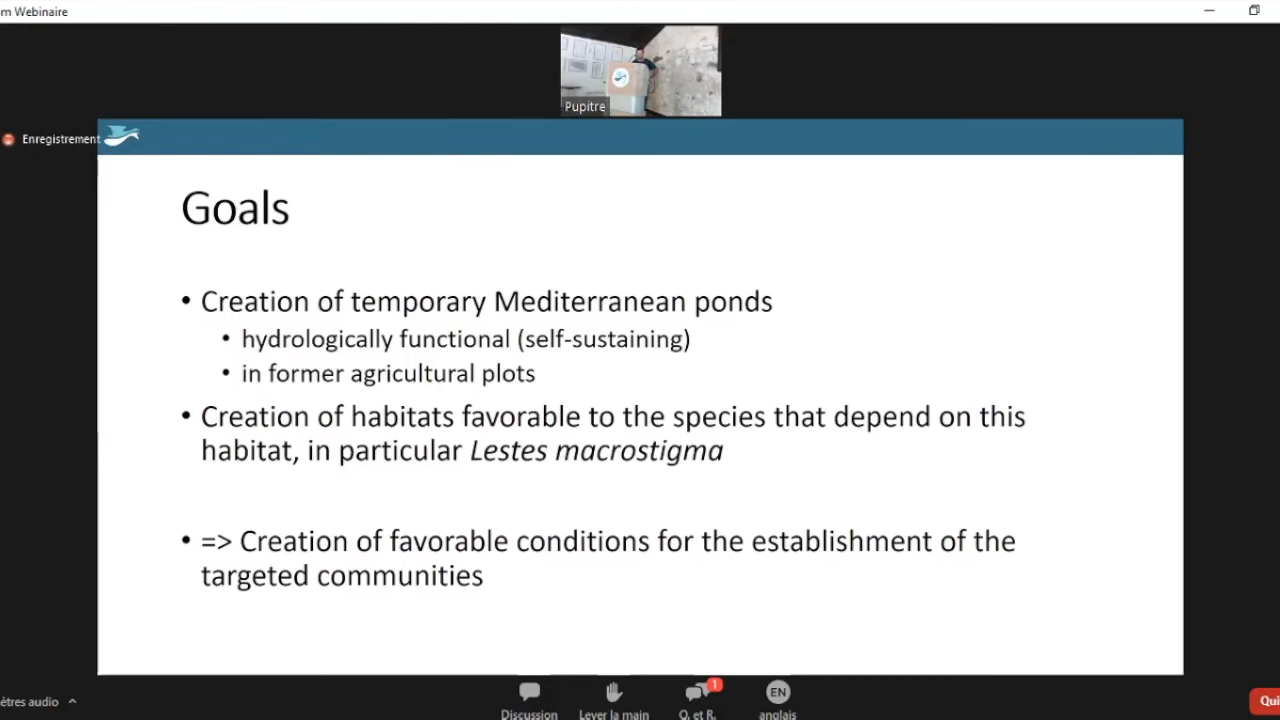 m Webinaire
Pupitre
Enregistrement
Goals
• Creation of temporary Mediterranean ponds
• hydrologically functional (self-sustaining)
• in former agricultural plots
• Creation of habitats favorable to the species that depend on this
habitat, in particular Lestes macrostigma
• => Creation of favorable conditions for the establishment of the
targeted communities
ètres audio
Discussion
Lever la main
1
Q. et R.
EN
anglais
Qui